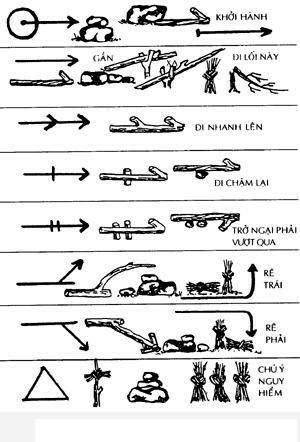 KHỞI HÀNH
GẦN
ĐI LỐI NÀY
ĐI NHANH LÊN
ĐI CHẬM LẠI
TRỞ NGẠI PHẢI
VƯỢT QUA
RẼ
TRÁI
RẼ
PHẢI
CHÚ Ý
NGUY
HIỂM